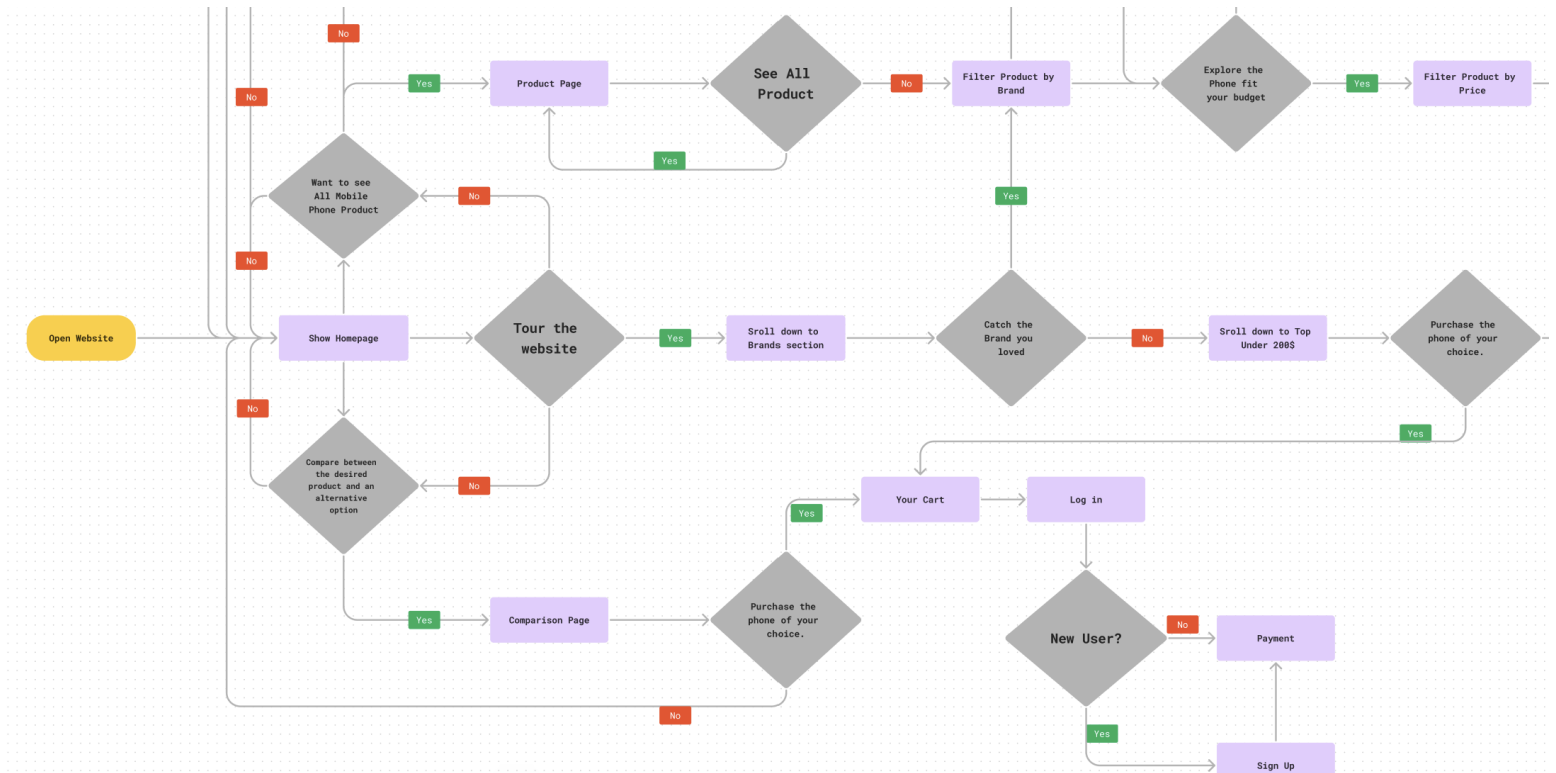 No
No
Yes
Product Page
See All
Product
No
Filter Product by
Brand
Explore the
Phone fit
your budget
Yes
Filter Product by
Price
Yes
Want to see
All Mobile
Phone Product
No
Yes
No
Open Website
Show Homepage
Tour the
website
Yes
Sroll down to
Brands section
Catch the
Brand you
loved
No
Sroll down to Top
Under 200$
Purchase the
phone of your
choice.
No
Yes
Compare between
the desired
product and an
alternative
option
No
Your Cart
Log in
Yes
Yes
Comparison Page
Purchase the
phone of your
choice.
New User?
No
Payment
No
Yes
Sign Up